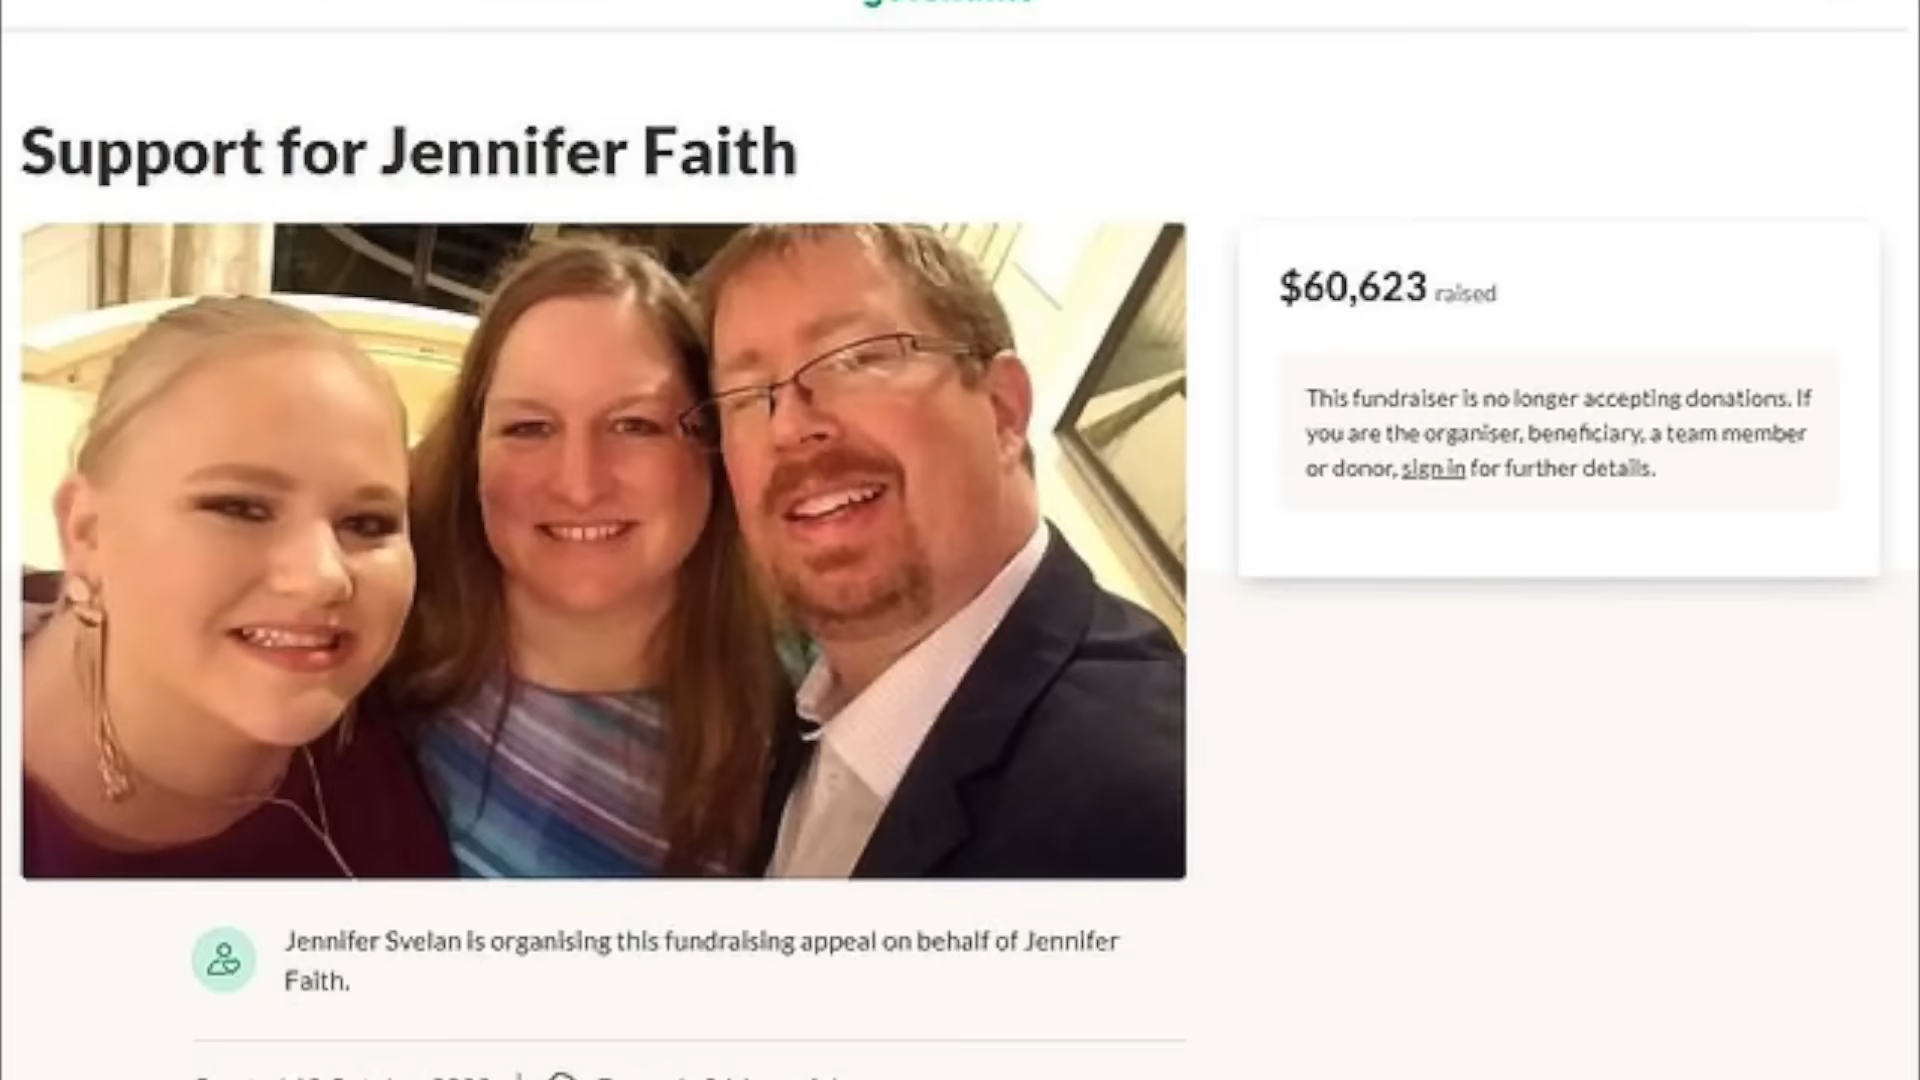 Support for Jennifer Faith
$60,623 raised
This fundraiser is no longer accepting donations. If
you are the organiser, beneficiary, a team member
or donor, sign in for further details.
Jennifer Svelan is organising this fundraising appeal on behalf of Jennifer
Faith.